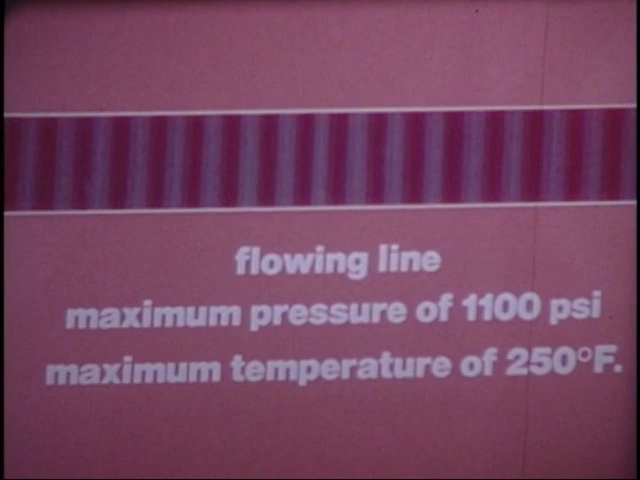 flowing line
maximum pressure of 1100 psi
maximum temperature of 250°F.